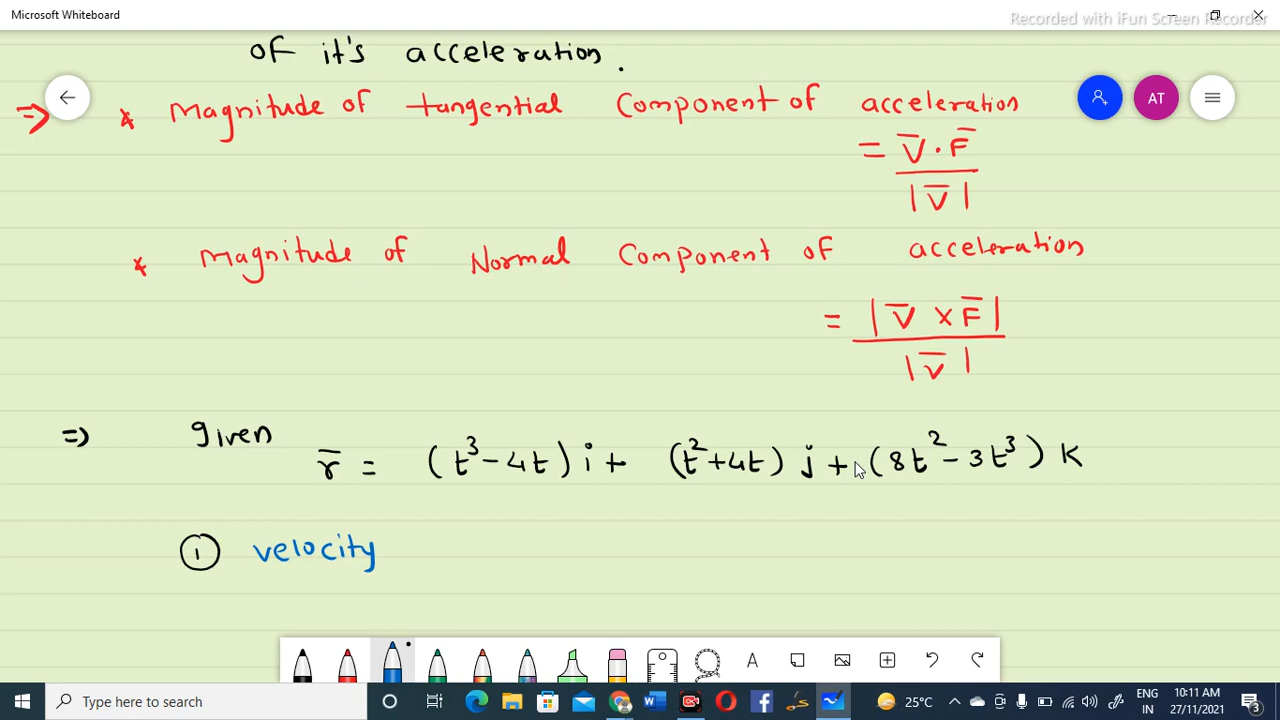 Microsoft Whiteboard
Recorded with iFun Screen Recorder
of it's acceleration.
AT
=> * Magnitude of tangential Component of acceleration
= V̅ · F̅ / |V̅|
* Magnitude of Normal Component of acceleration
= |V̅ × F̅| / |V̅|
=> given
r̅ = (t³ - 4t) i + (t² + 4t) j + (8t² - 3t³) K
① velocity
A
Type here to search
25°C
ENG
IN
10:11 AM
27/11/2021
3